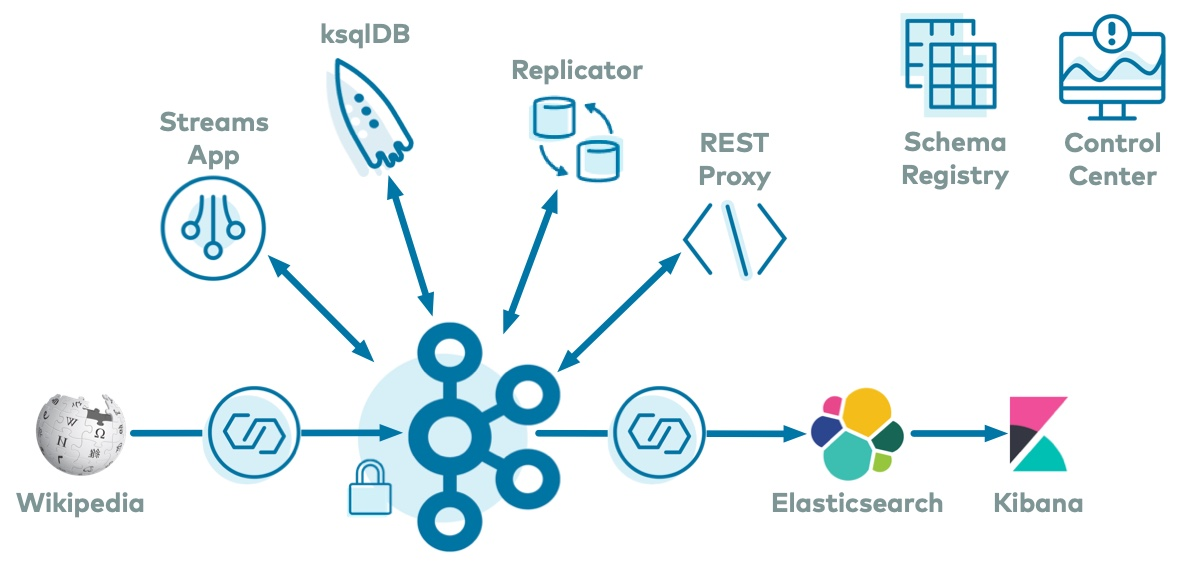 ksqlDB
Replicator
Streams
App
REST
Proxy
Schema
Registry
Control
Center
Wikipedia
Elasticsearch
Kibana